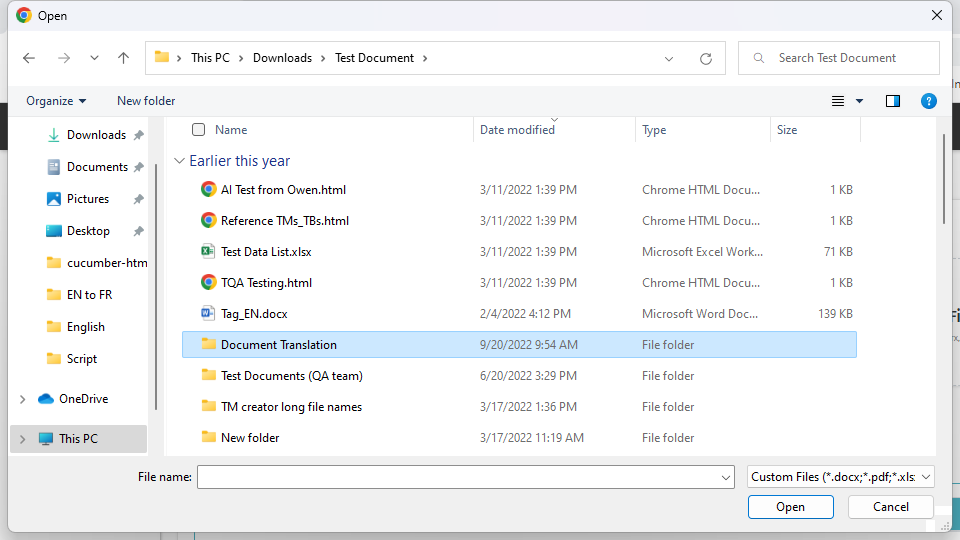 Open
This PC > Downloads > Test Document >
Search Test Document
Organize
New folder
Name Date modified Type Size
Downloads
Documents
Pictures
Desktop
cucumber-htm
EN to FR
English
Script
OneDrive
This PC
Earlier this year
AI Test from Owen.html 3/11/2022 1:39 PM Chrome HTML Docu... 1 KB
Reference TMs_TBs.html 3/11/2022 1:39 PM Chrome HTML Docu... 1 KB
Test Data List.xlsx 3/11/2022 1:39 PM Microsoft Excel Work... 71 KB
TQA Testing.html 3/11/2022 1:39 PM Chrome HTML Docu... 1 KB
Tag_EN.docx 2/4/2022 4:12 PM Microsoft Word Doc... 139 KB
Document Translation 9/20/2022 9:54 AM File folder
Test Documents (QA team) 6/20/2022 3:29 PM File folder
TM creator long file names 3/17/2022 1:36 PM File folder
New folder 3/17/2022 11:19 AM File folder
File name:
Custom Files (*.docx;*.pdf;*.xls
Open
Cancel